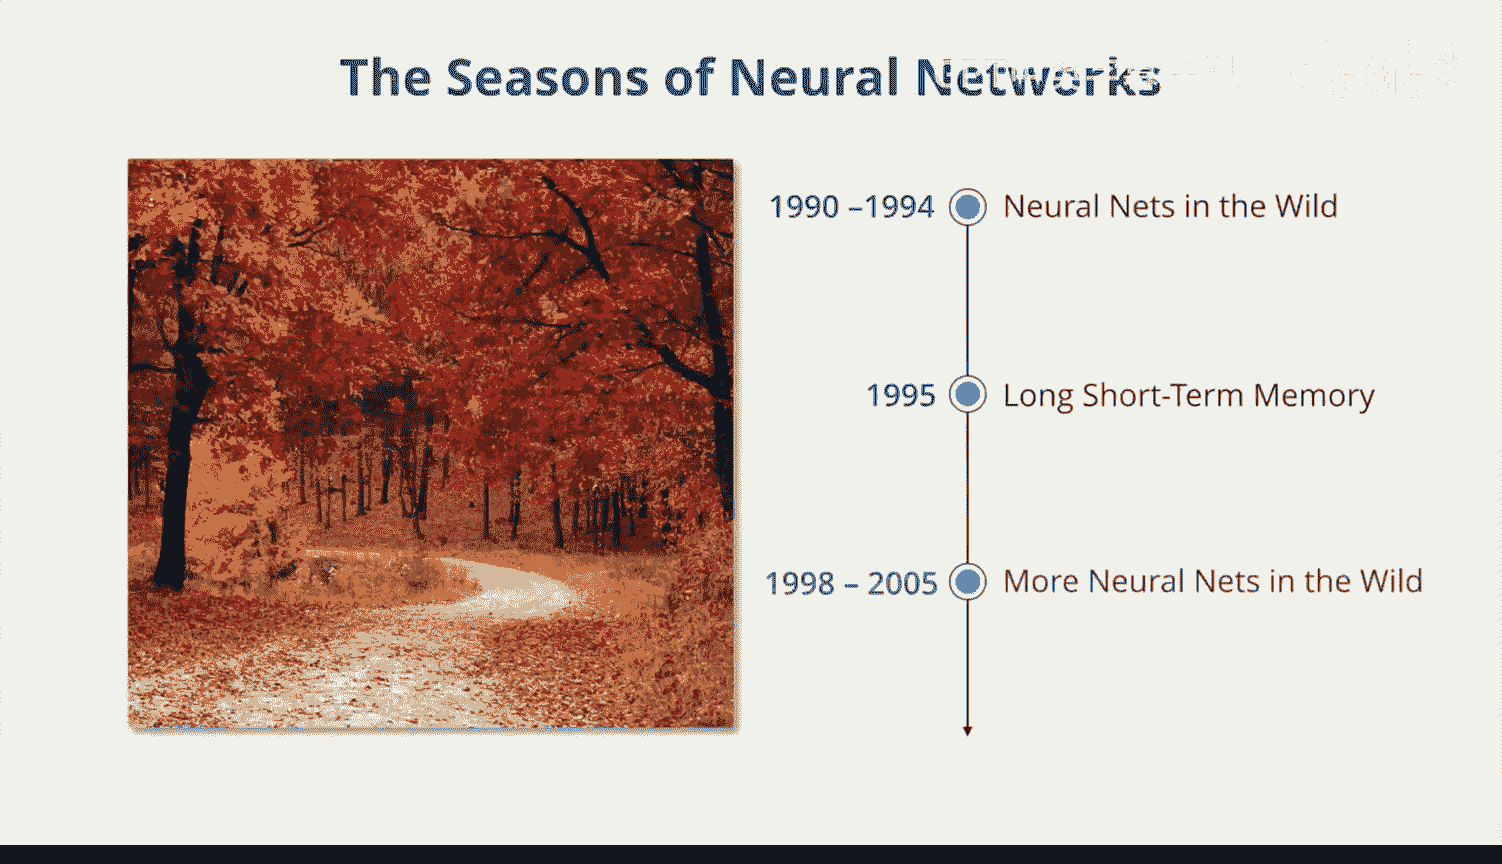 The Seasons of Neural Networks
1990 –1994 Neural Nets in the Wild
1995 Long Short-Term Memory
1998 – 2005 More Neural Nets in the Wild